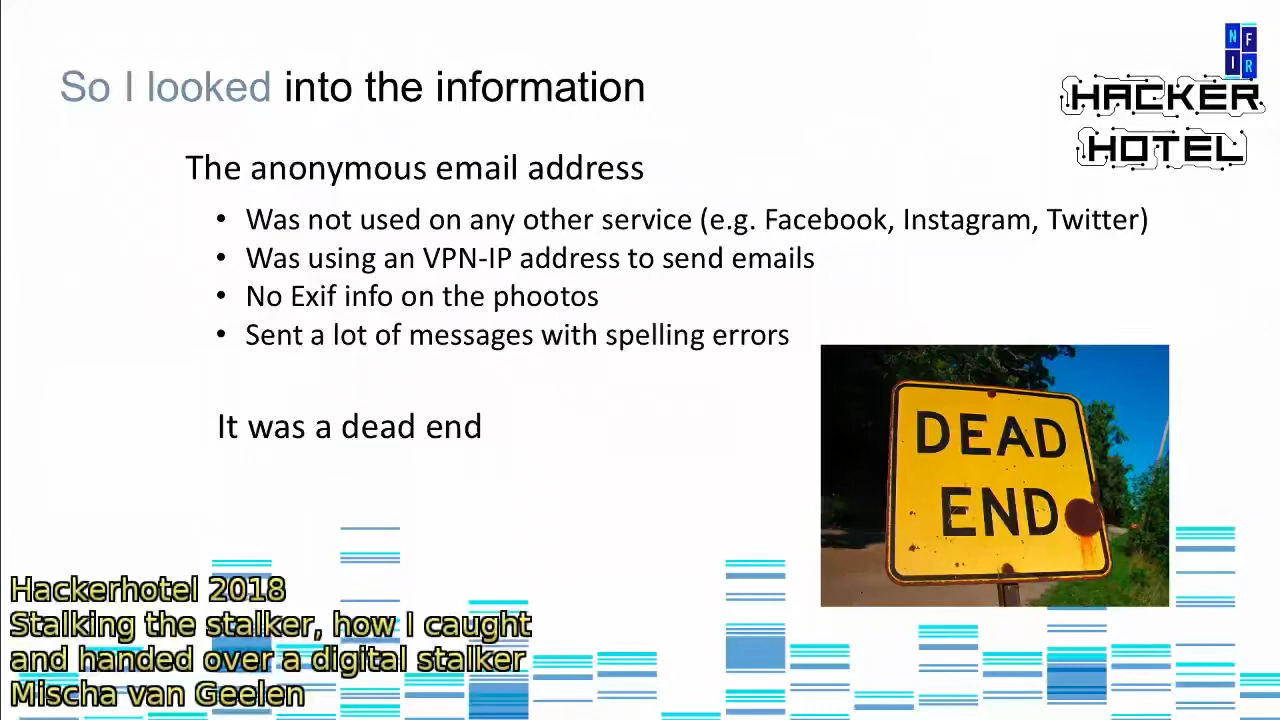 N F
I R
HACKER
HOTEL
So I looked into the information
The anonymous email address
• Was not used on any other service (e.g. Facebook, Instagram, Twitter)
• Was using an VPN-IP address to send emails
• No Exif info on the phootos
• Sent a lot of messages with spelling errors
It was a dead end
DEAD
END
Hackerhotel 2018
Stalking the stalker, how I caught
and handed over a digital stalker
Mischa van Geelen